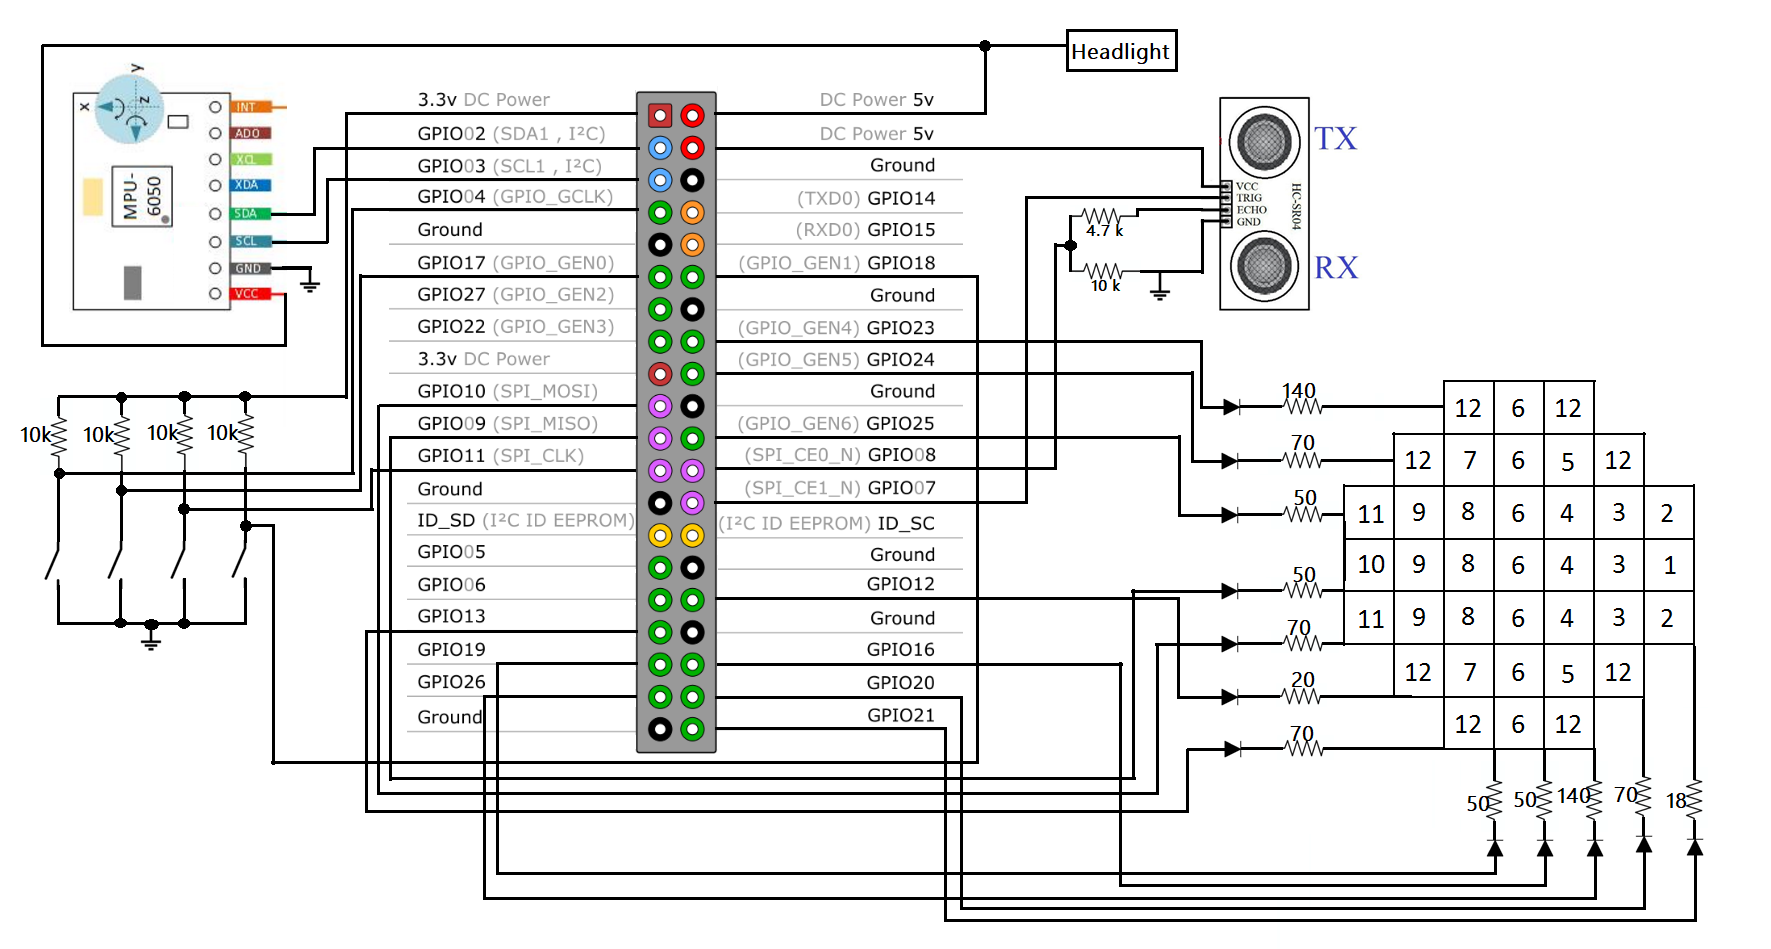 Headlight
y
x
z
INT
ADO
XCL
XDA
SDA
SCL
GND
VCC
MPU-
6050
3.3v DC Power
GPIO02 (SDA1 , I²C)
GPIO03 (SCL1 , I²C)
GPIO04 (GPIO_GCLK)
Ground
GPIO17 (GPIO_GEN0)
GPIO27 (GPIO_GEN2)
GPIO22 (GPIO_GEN3)
3.3v DC Power
GPIO10 (SPI_MOSI)
GPIO09 (SPI_MISO)
GPIO11 (SPI_CLK)
Ground
ID_SD (I²C ID EEPROM)
GPIO05
GPIO06
GPIO13
GPIO19
GPIO26
Ground
DC Power 5v
DC Power 5v
Ground
(TXD0) GPIO14
(RXD0) GPIO15
(GPIO_GEN1) GPIO18
Ground
(GPIO_GEN4) GPIO23
(GPIO_GEN5) GPIO24
Ground
(GPIO_GEN6) GPIO25
(SPI_CE0_N) GPIO08
(SPI_CE1_N) GPIO07
(I²C ID EEPROM) ID_SC
Ground
GPIO12
Ground
GPIO16
GPIO20
GPIO21
TX
VCC
TRIG
ECHO
GND
HC-SR04
RX
4.7 k
10 k
10k 10k 10k 10k
140
70
50
50
70
20
70
12 6 12
12 7 6 5 12
11 9 8 6 4 3 2
10 9 8 6 4 3 1
11 9 8 6 4 3 2
12 7 6 5 12
12 6 12
50 50 140 70 18